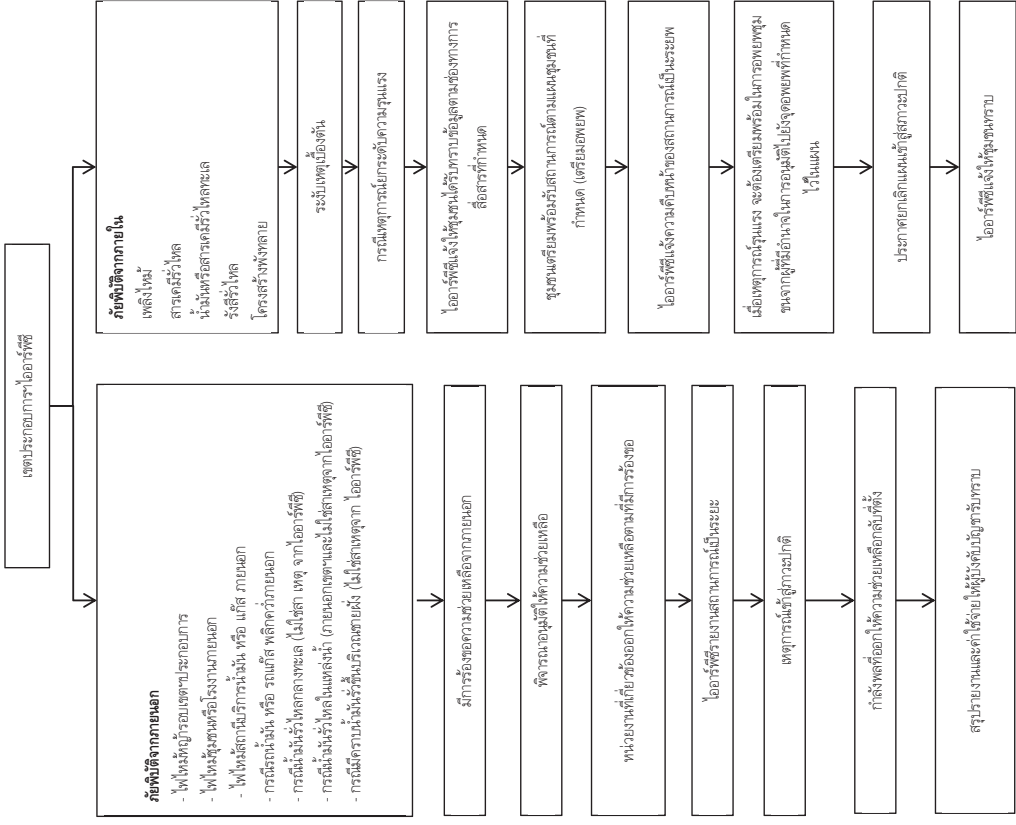 เขตประกอบการฯไออาร์พีซี
ภัยพิบัติจากภายนอก
- ไฟไหม้หญ้ารอบเขตฯประกอบการ
- ไฟไหม้ชุมชนหรือโรงงานภายนอก
- ไฟไหม้สถานีบริการน้ำมัน หรือ แก๊ส ภายนอก
- กรณีรถน้ำมัน หรือ รถแก๊ส พลิกคว่ำภายนอก
- กรณีน้ำมันรั่วไหลกลางทะเล (ไม่ใช่สา เหตุ จากไออาร์พีซี)
- กรณีน้ำมันรั่วไหลในแหล่งน้ำ (ภายนอกเขตฯและไม่ใช่สาเหตุจากไออาร์พีซี)
- กรณีมีคราบน้ำมันรั่วขึ้นบริเวณชายฝั่ง (ไม่ใช่สาเหตุจาก ไออาร์พีซี)
มีการร้องขอความช่วยเหลือจากภายนอก
พิจารณาอนุมัติให้ความช่วยเหลือ
หน่วยงานที่เกี่ยวข้องออกให้ความช่วยเหลือตามที่มีการร้องขอ
ไออาร์พีซีรายงานสถานการณ์เป็นระยะ
เหตุการณ์เข้าสู่ภาวะปกติ
กำลังพลที่ออกให้ความช่วยเหลือกลับที่ตั้ง
สรุปรายงานและค่าใช้จ่ายให้ผู้บังคับบัญชารับทราบ
ภัยพิบัติจากภายใน
เพลิงไหม้
สารเคมีรั่วไหล
น้ำมันหรือสารเคมีรั่วไหลทะเล
รังสีรั่วไหล
โครงสร้างพังทลาย
ระงับเหตุเบื้องต้น
กรณีเหตุการณ์ยกระดับความรุนแรง
ไออาร์พีซีแจ้งให้ชุมชนได้รับทราบข้อมูลตามช่องทางการ
สื่อสารที่กำหนด
ชุมชนเตรียมพร้อมรับสถานการณ์ตามแผนชุมชนที่
กำหนด (เตรียมอพยพ)
ไออาร์พีซีแจ้งความคืบหน้าของสถานการณ์เป็นะระยพ
เมื่อเหตุการณ์รุนแรง จะต้องเตรียมพร้อมในการอพยพชุม
ชนจากผู้ที่มีอำนาจในการอนุมัติไปยังจุดอพยพที่กำหนด
ไว้ในแผน
ประกาศยกเลิกแผนเข้าสู่สภาวะปกติ
ไออาร์พีซีแจ้งให้ชุมชนทราบ